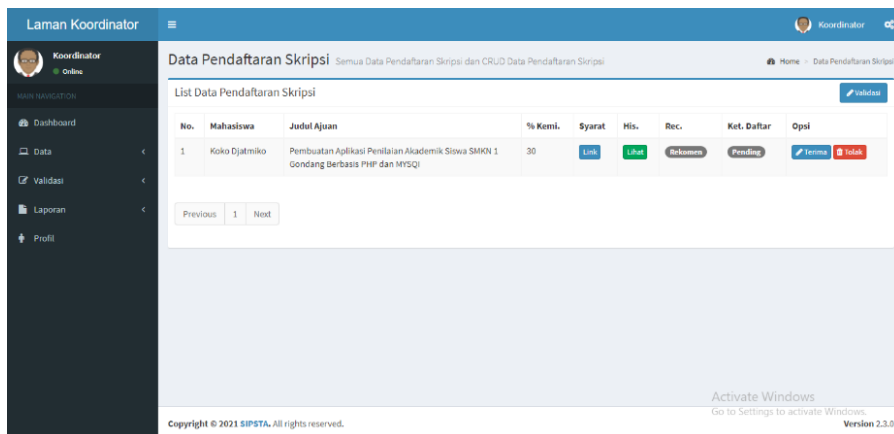 Laman Koordinator
Koordinator
Koordinator
Online
MAIN NAVIGATION
Dashboard
Data
Validasi
Laporan
Profil
Data Pendaftaran Skripsi Semua Data Pendaftaran Skripsi dan CRUD Data Pendaftaran Skripsi
Home > Data Pendaftaran Skripsi
List Data Pendaftaran Skripsi
Validasi
No. Mahasiswa Judul Ajuan % Kemi. Syarat His. Rec. Ket. Daftar Opsi
1 Koko Djatmiko Pembuatan Aplikasi Penilaian Akademik Siswa SMKN 1 30 Link Lihat Rekomen Pending Terima Tolak
Gondang Berbasis PHP dan MYSQl
Previous 1 Next
Activate Windows
Go to Settings to activate Windows.
Copyright © 2021 SIPSTA. All rights reserved.
Version 2.3.0